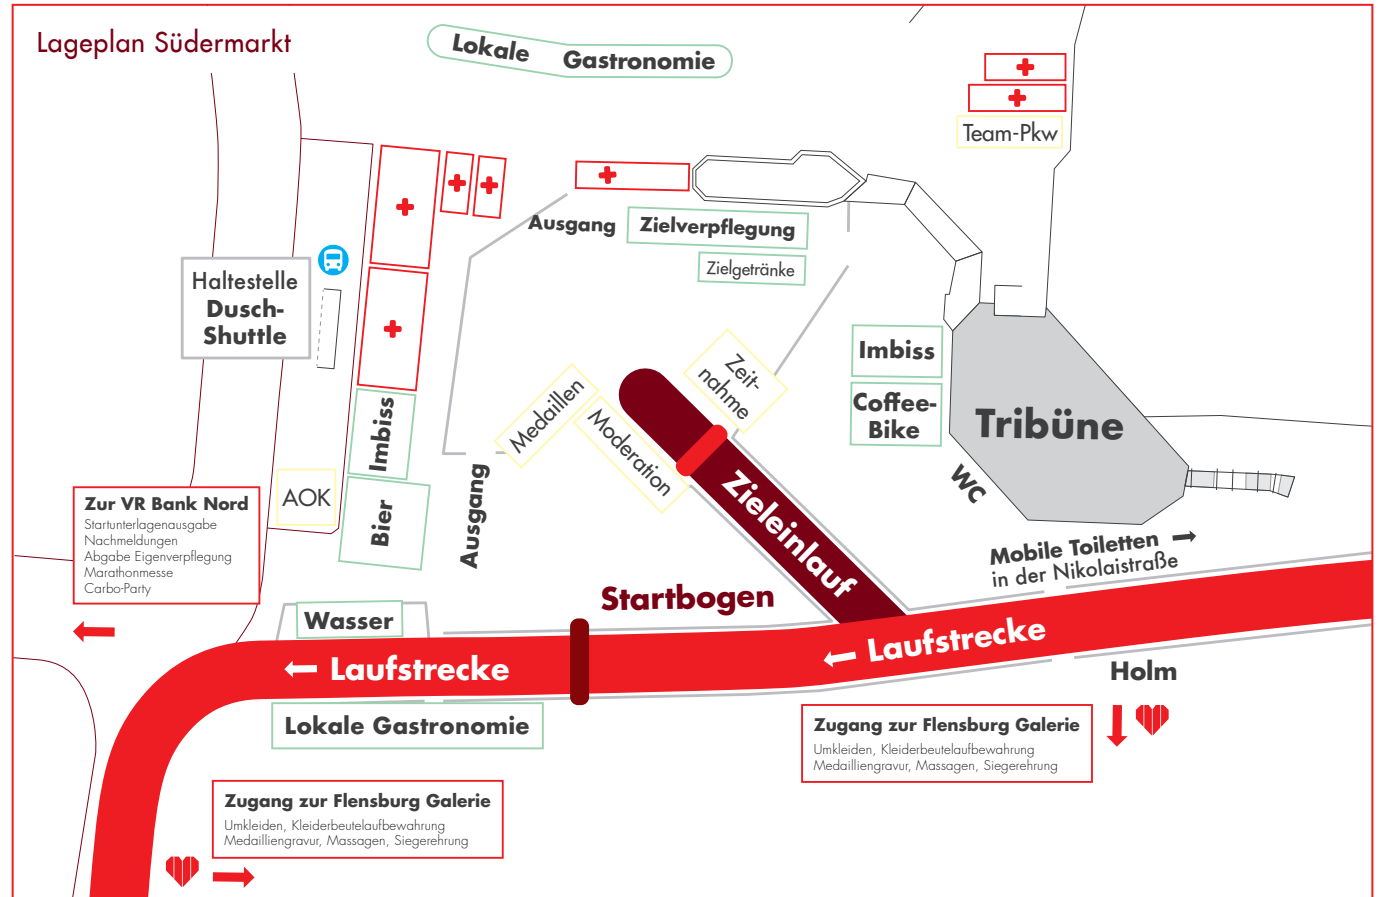 Lageplan Südermarkt
Lokale Gastronomie
Team-Pkw
Ausgang
Zielverpflegung
Zielgetränke
Haltestelle
Dusch-
Shuttle
Imbiss
Coffee-
Bike
Tribüne
WC
Zeit-
nahme
Medaillen
Moderation
Zieleinlauf
Imbiss
Bier
AOK
Ausgang
Zur VR Bank Nord
Startunterlagenausgabe
Nachmeldungen
Abgabe Eigenverpflegung
Marathonmesse
Carbo-Party
Mobile Toiletten
in der Nikolaistraße
Startbogen
Wasser
Laufstrecke
Laufstrecke
Holm
Lokale Gastronomie
Zugang zur Flensburg Galerie
Umkleiden, Kleiderbeutelaufbewahrung
Medailliengravur, Massagen, Siegerehrung
Zugang zur Flensburg Galerie
Umkleiden, Kleiderbeutelaufbewahrung
Medailliengravur, Massagen, Siegerehrung